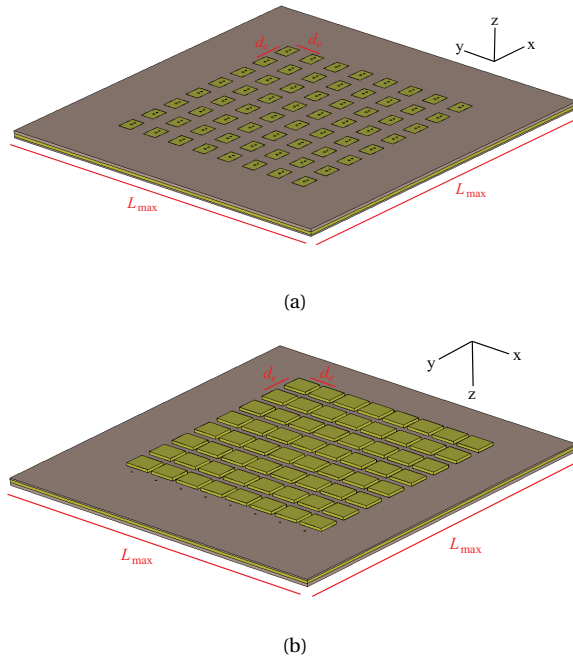 z
y
x
d_e d_e
L_max L_max
(a)
y x
z
d_e d_e
L_max L_max
(b)